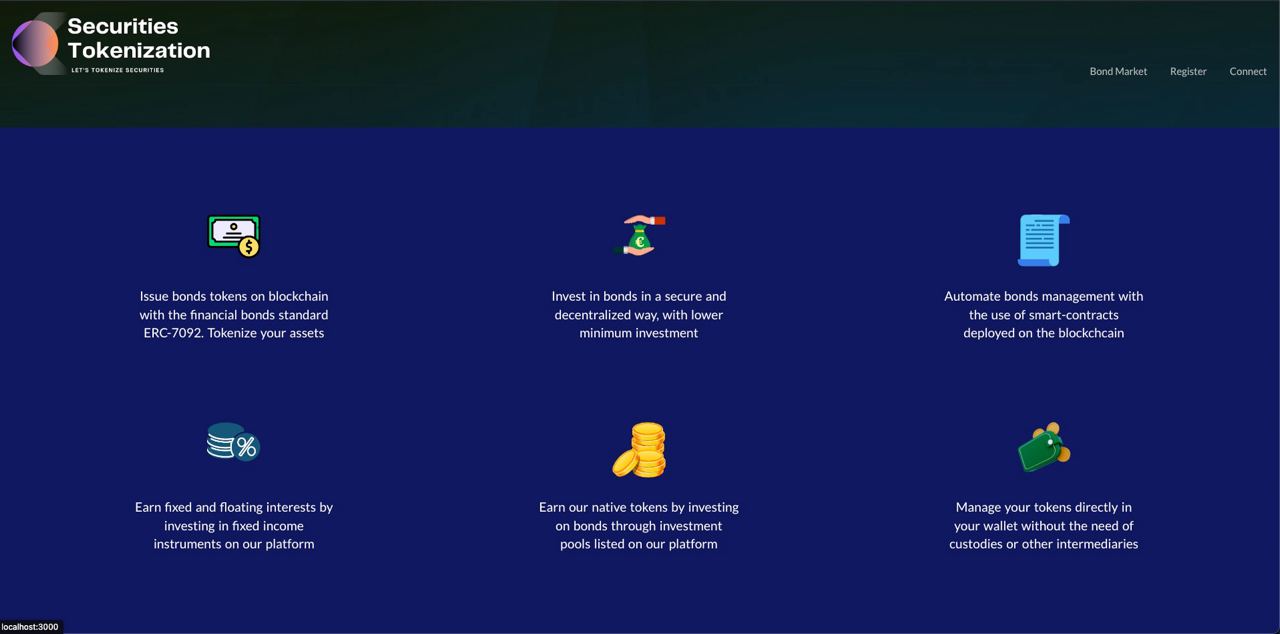 Securities
Tokenization
LET'S TOKENIZE SECURITIES
Bond Market Register Connect
$
€
Issue bonds tokens on blockchain
with the financial bonds standard
ERC-7092. Tokenize your assets
Invest in bonds in a secure and
decentralized way, with lower
minimum investment
Automate bonds management with
the use of smart-contracts
deployed on the blockchcain
%
Earn fixed and floating interests by
investing in fixed income
instruments on our platform
Earn our native tokens by investing
on bonds through investment
pools listed on our platform
Manage your tokens directly in
your wallet without the need of
custodies or other intermediaries
localhost:3000